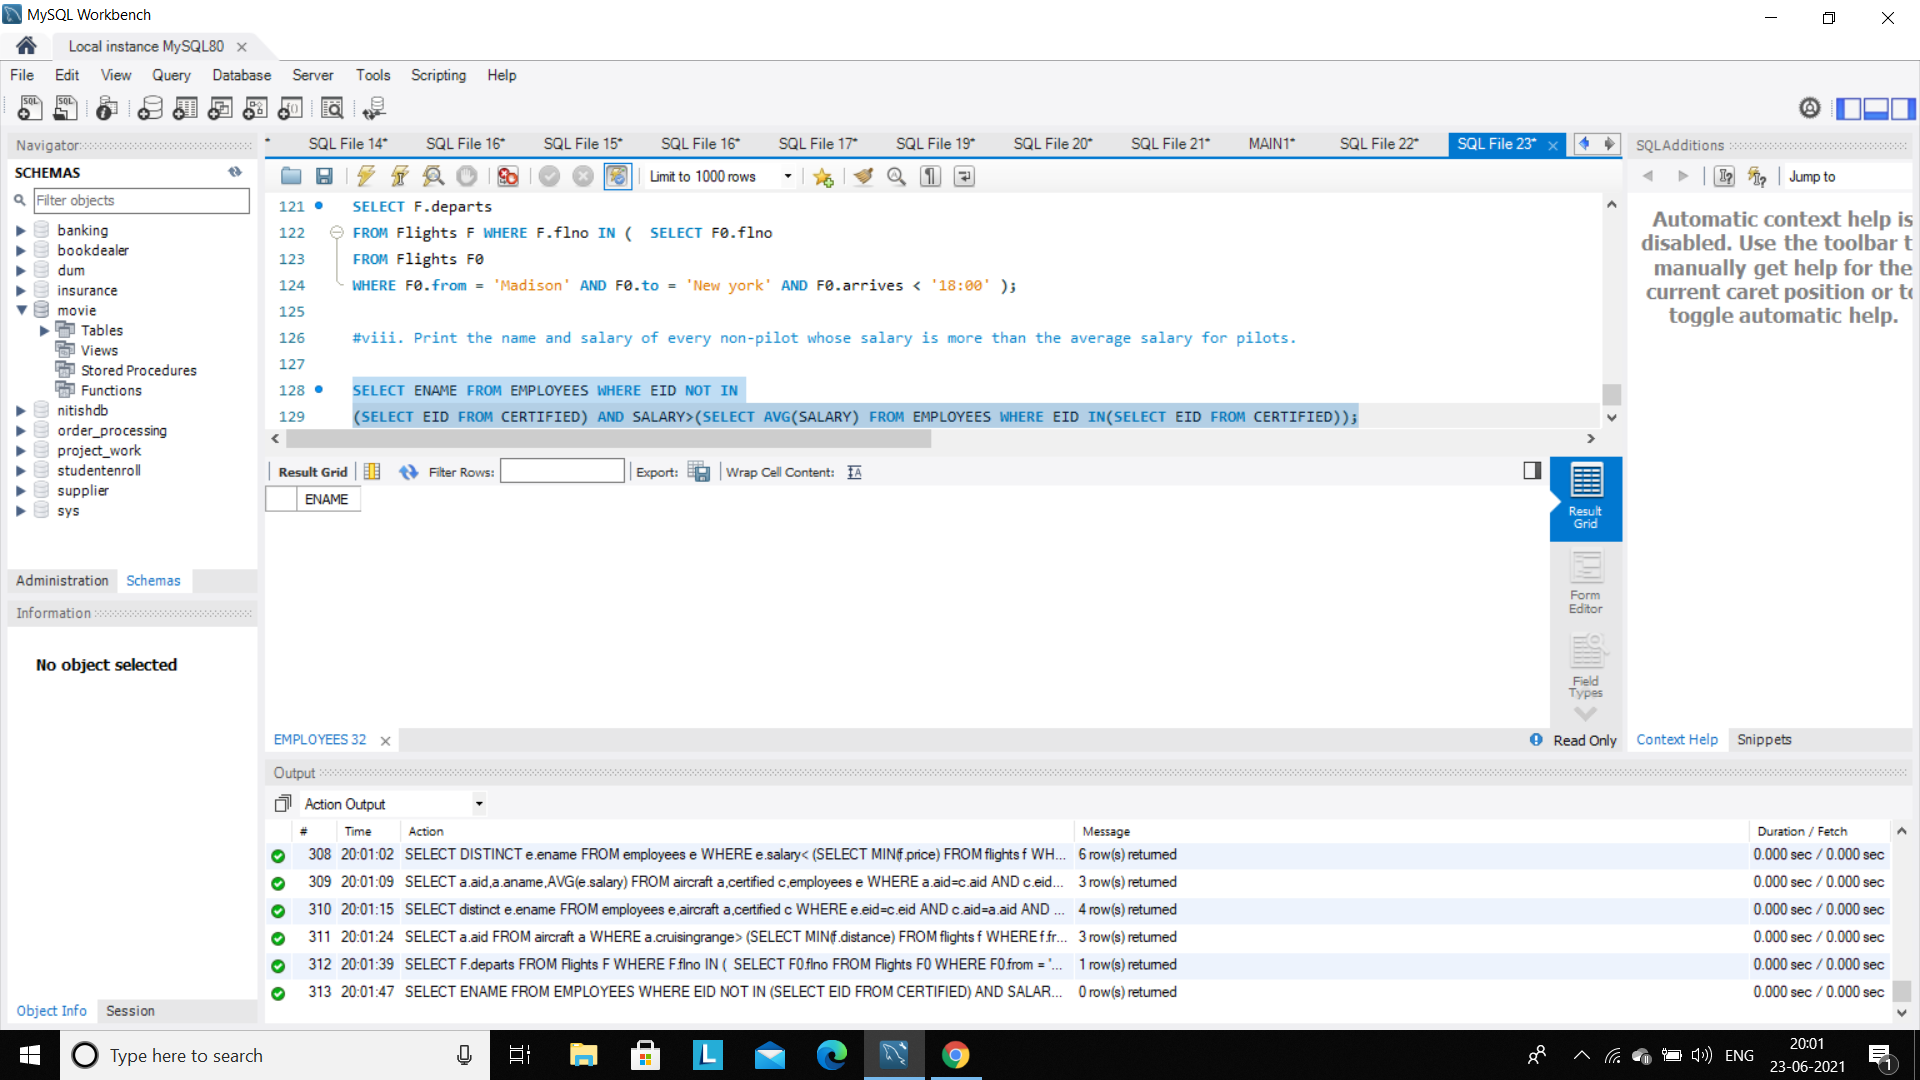 MySQL Workbench
Local instance MySQL80
File Edit View Query Database Server Tools Scripting Help
Navigator
SCHEMAS
Filter objects
banking
bookdealer
dum
insurance
movie
Tables
Views
Stored Procedures
Functions
nitishdb
order_processing
project_work
studentenroll
supplier
sys
Administration Schemas
Information
No object selected
Object Info Session
SQL File 14* SQL File 16* SQL File 15* SQL File 16* SQL File 17* SQL File 19* SQL File 20* SQL File 21* MAIN1* SQL File 22* SQL File 23*
Limit to 1000 rows
121 SELECT F.departs
122 FROM Flights F WHERE F.flno IN ( SELECT F0.flno
123 FROM Flights F0
124 WHERE F0.from = 'Madison' AND F0.to = 'New york' AND F0.arrives < '18:00' );
125
126 #viii. Print the name and salary of every non-pilot whose salary is more than the average salary for pilots.
127
128 SELECT ENAME FROM EMPLOYEES WHERE EID NOT IN
129 (SELECT EID FROM CERTIFIED) AND SALARY>(SELECT AVG(SALARY) FROM EMPLOYEES WHERE EID IN(SELECT EID FROM CERTIFIED));
Result Grid Filter Rows: Export: Wrap Cell Content:
ENAME
Result Grid
Form Editor
Field Types
EMPLOYEES 32
Read Only
SQLAdditions
Jump to
Automatic context help is
disabled. Use the toolbar t
manually get help for the
current caret position or to
toggle automatic help.
Context Help Snippets
Output
Action Output
# Time Action Message Duration / Fetch
308 20:01:02 SELECT DISTINCT e.ename FROM employees e WHERE e.salary< (SELECT MIN(f.price) FROM flights f WH... 6 row(s) returned 0.000 sec / 0.000 sec
309 20:01:09 SELECT a.aid,a.aname,AVG(e.salary) FROM aircraft a,certified c,employees e WHERE a.aid=c.aid AND c.eid... 3 row(s) returned 0.000 sec / 0.000 sec
310 20:01:15 SELECT distinct e.ename FROM employees e,aircraft a,certified c WHERE e.eid=c.eid AND c.aid=a.aid AND ... 4 row(s) returned 0.000 sec / 0.000 sec
311 20:01:24 SELECT a.aid FROM aircraft a WHERE a.cruisingrange> (SELECT MIN(f.distance) FROM flights f WHERE f.fr... 3 row(s) returned 0.000 sec / 0.000 sec
312 20:01:39 SELECT F.departs FROM Flights F WHERE F.flno IN ( SELECT F0.flno FROM Flights F0 WHERE F0.from = '... 1 row(s) returned 0.000 sec / 0.000 sec
313 20:01:47 SELECT ENAME FROM EMPLOYEES WHERE EID NOT IN (SELECT EID FROM CERTIFIED) AND SALAR... 0 row(s) returned 0.000 sec / 0.000 sec
Type here to search
L
ENG
20:01
23-06-2021
1